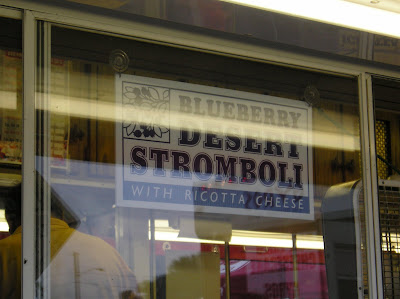 BLUEBERRY
DESERT
STROMBOLI
WITH RICOTTA CHEESE